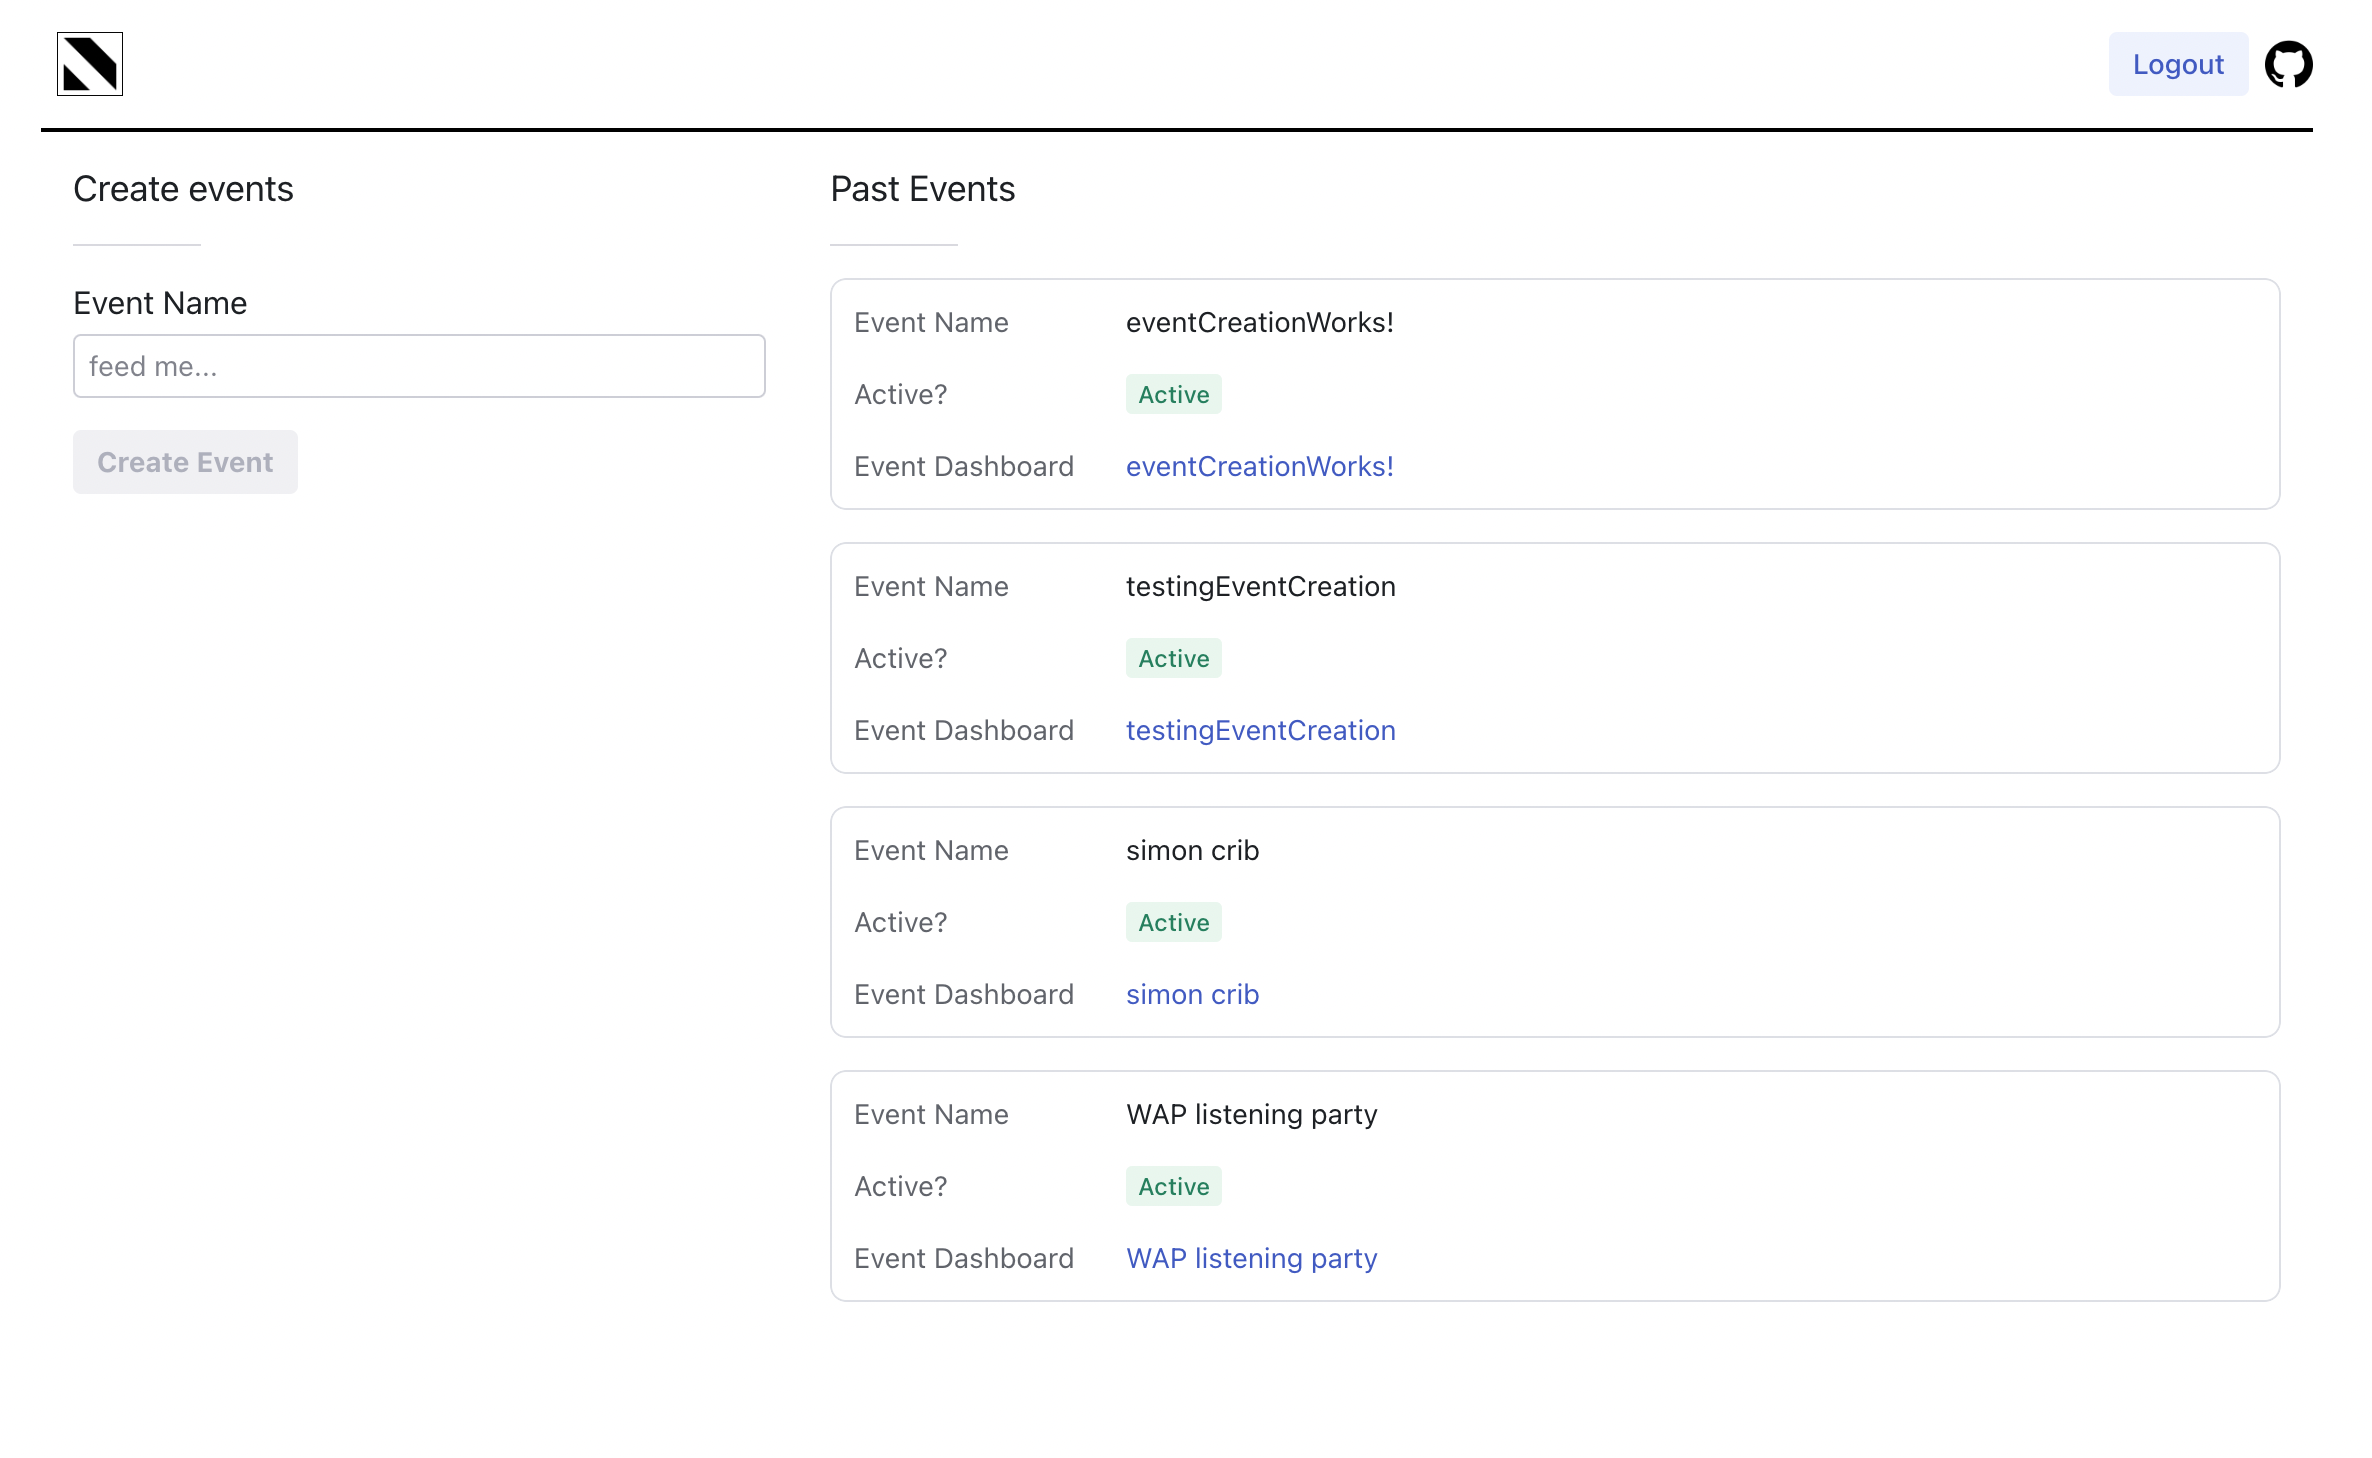 Logout
Create events
Event Name
feed me...
Create Event
Past Events
Event Name eventCreationWorks!
Active? Active
Event Dashboard eventCreationWorks!
Event Name testingEventCreation
Active? Active
Event Dashboard testingEventCreation
Event Name simon crib
Active? Active
Event Dashboard simon crib
Event Name WAP listening party
Active? Active
Event Dashboard WAP listening party